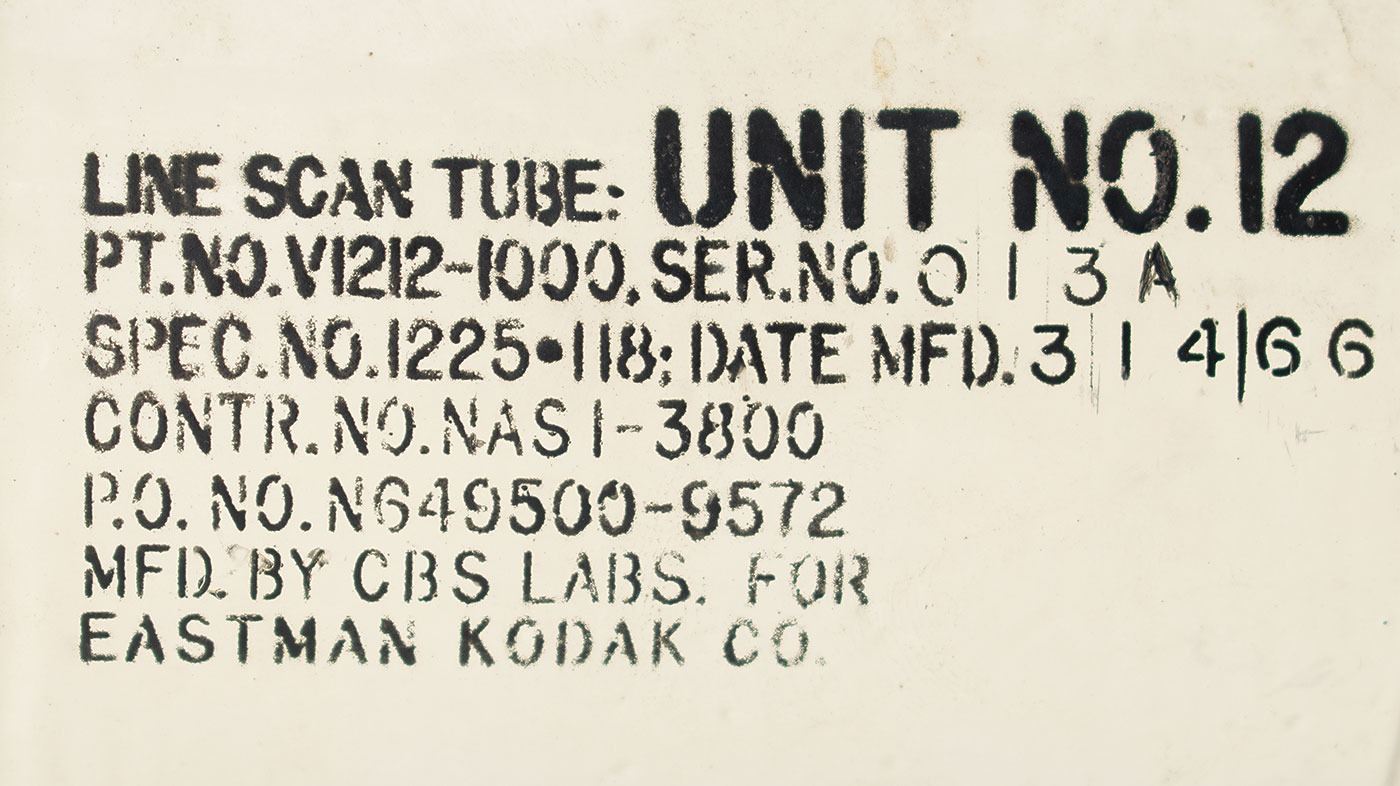 LINE SCAN TUBE: UNIT NO. 12
PT. NO. V1212-1000. SER. NO. 0 1 3 A
SPEC. NO. 1225•118; DATE MFD. 3 | 1 4 | 6 6
CONTR. NO. NAS 1-3800
P.O. NO. N649500-9572
MFD. BY CBS LABS. FOR
EASTMAN KODAK CO.